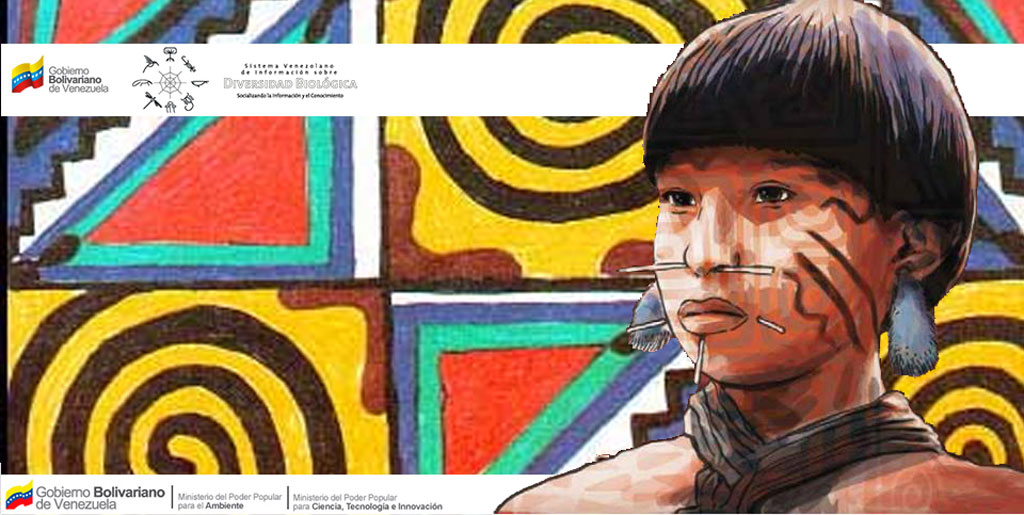 Gobierno
Bolivariano
de Venezuela
Sistema Venezolano
de Información sobre
DIVERSIDAD BIOLÓGICA
Socializando la Información y el Conocimiento
Gobierno Bolivariano
de Venezuela
Ministerio del Poder Popular
para el Ambiente
Ministerio del Poder Popular
para Ciencia, Tecnología e Innovación